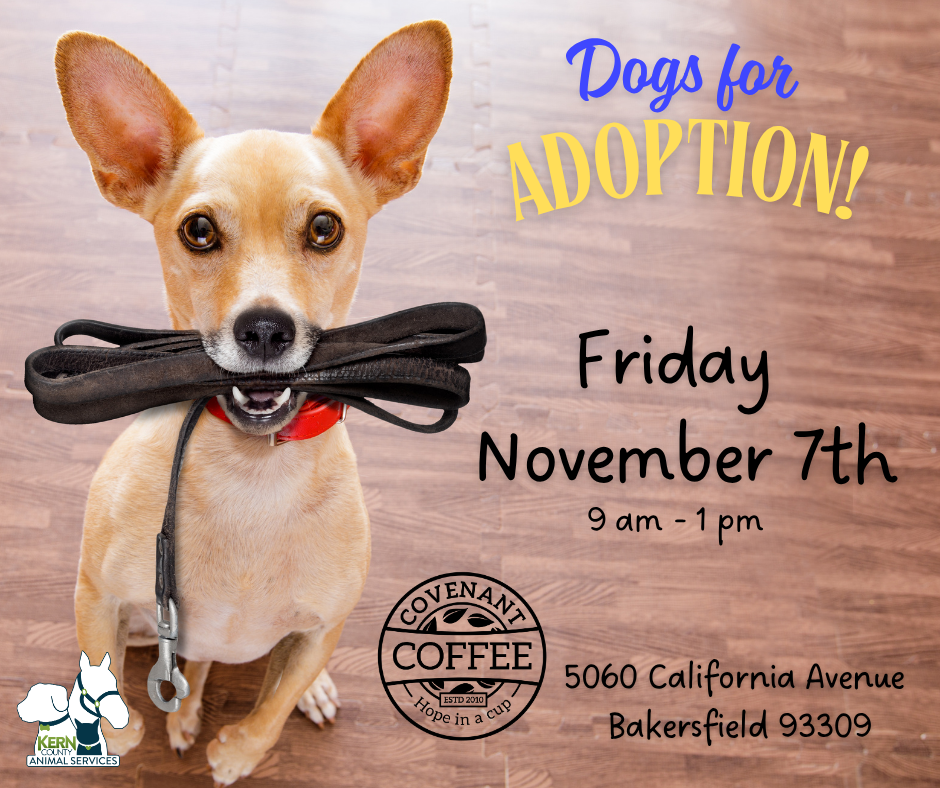 Dogs for
ADOPTION!
Friday
November 7th
9 am - 1 pm
COVENANT
COFFEE
ESTD 2010
Hope in a cup
5060 California Avenue
Bakersfield 93309
KERN
COUNTY
ANIMAL SERVICES